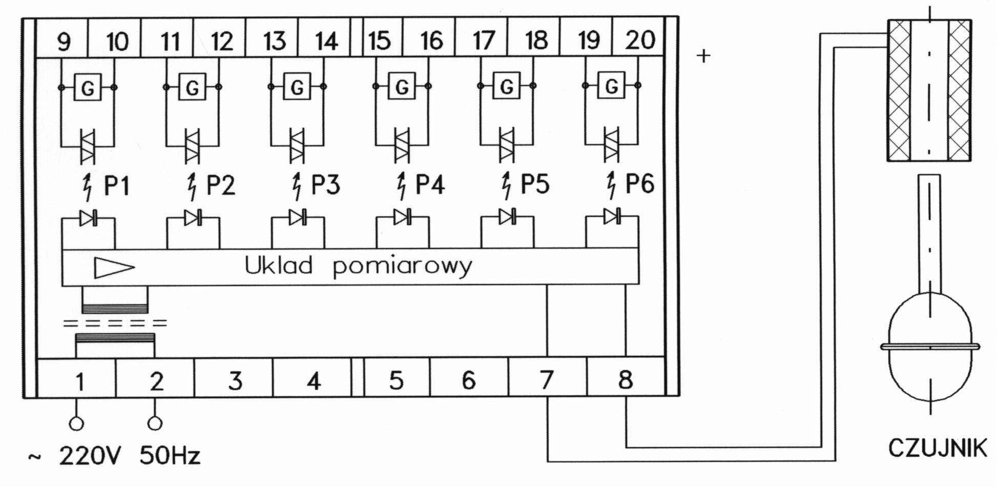 9 10 11 12 13 14 15 16 17 18 19 20
+
G G G G G G
P1 P2 P3 P4 P5 P6
Uklad pomiarowy
1 2 3 4 5 6 7 8
~ 220V 50Hz
CZUJNIK